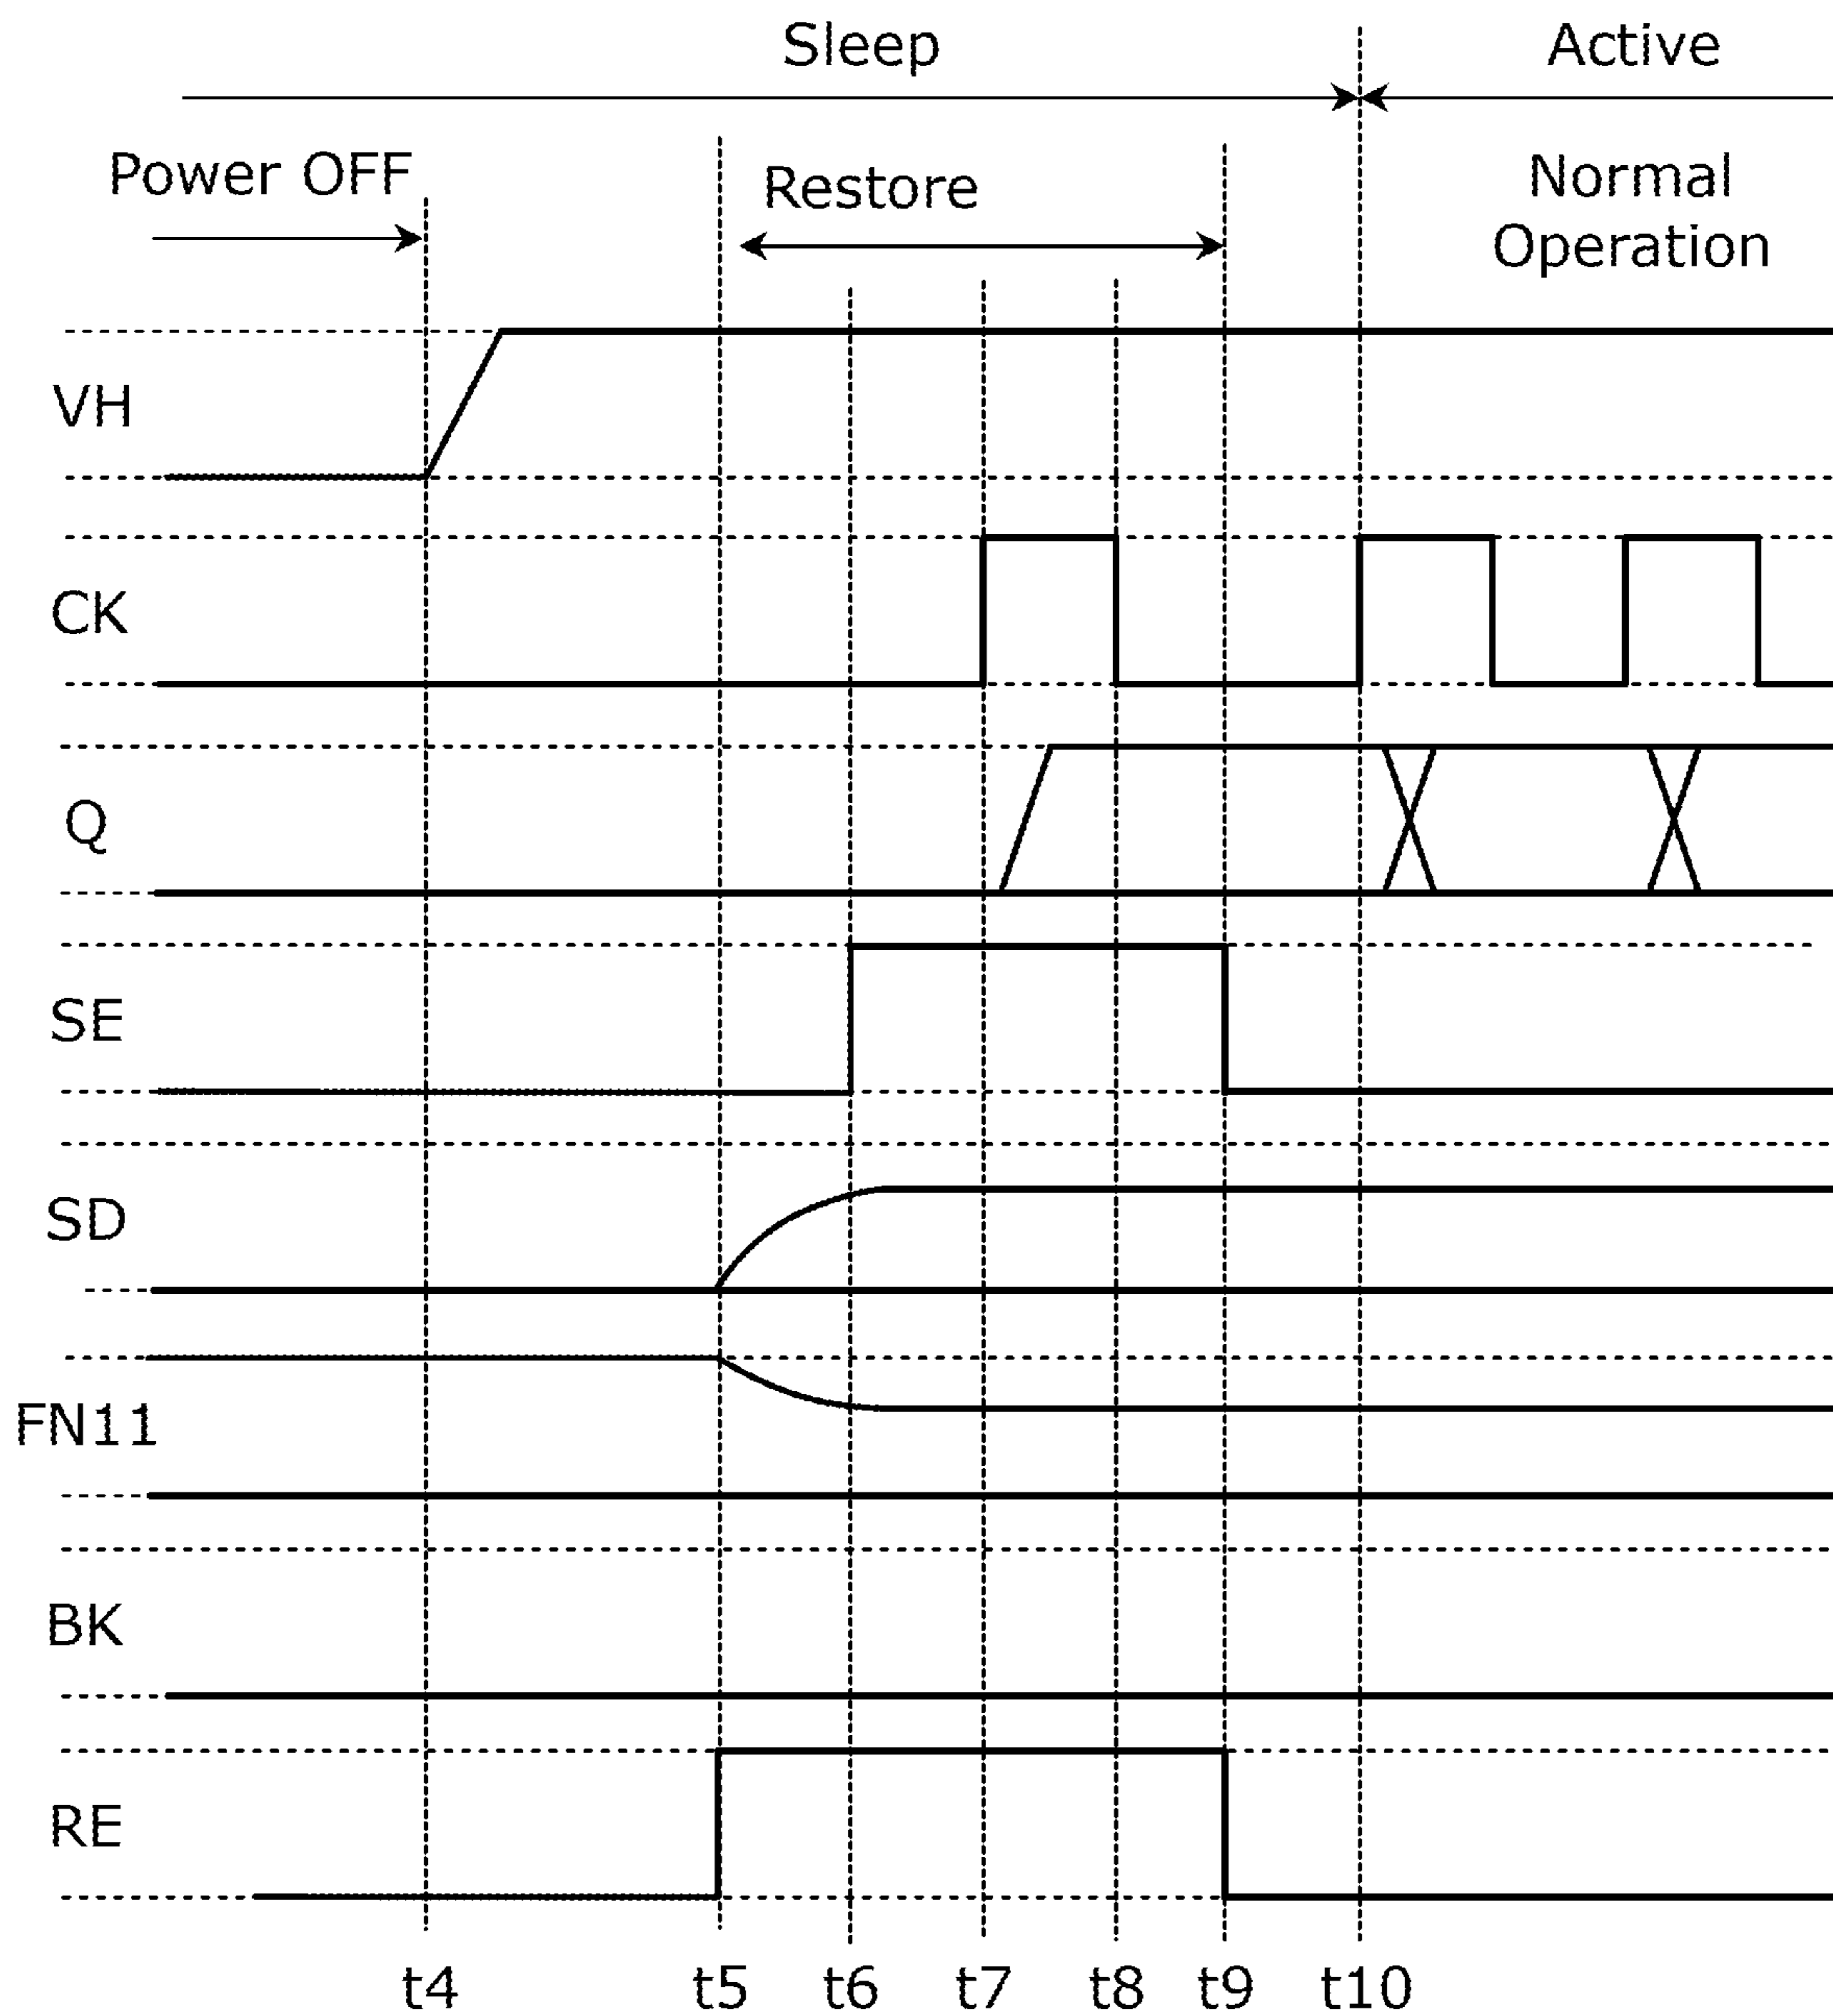 Sleep
Active
Power OFF
Restore
Normal
Operation
VH
CK
Q
SE
SD
FN11
BK
RE
t4
t5
t6
t7
t8
t9
t10